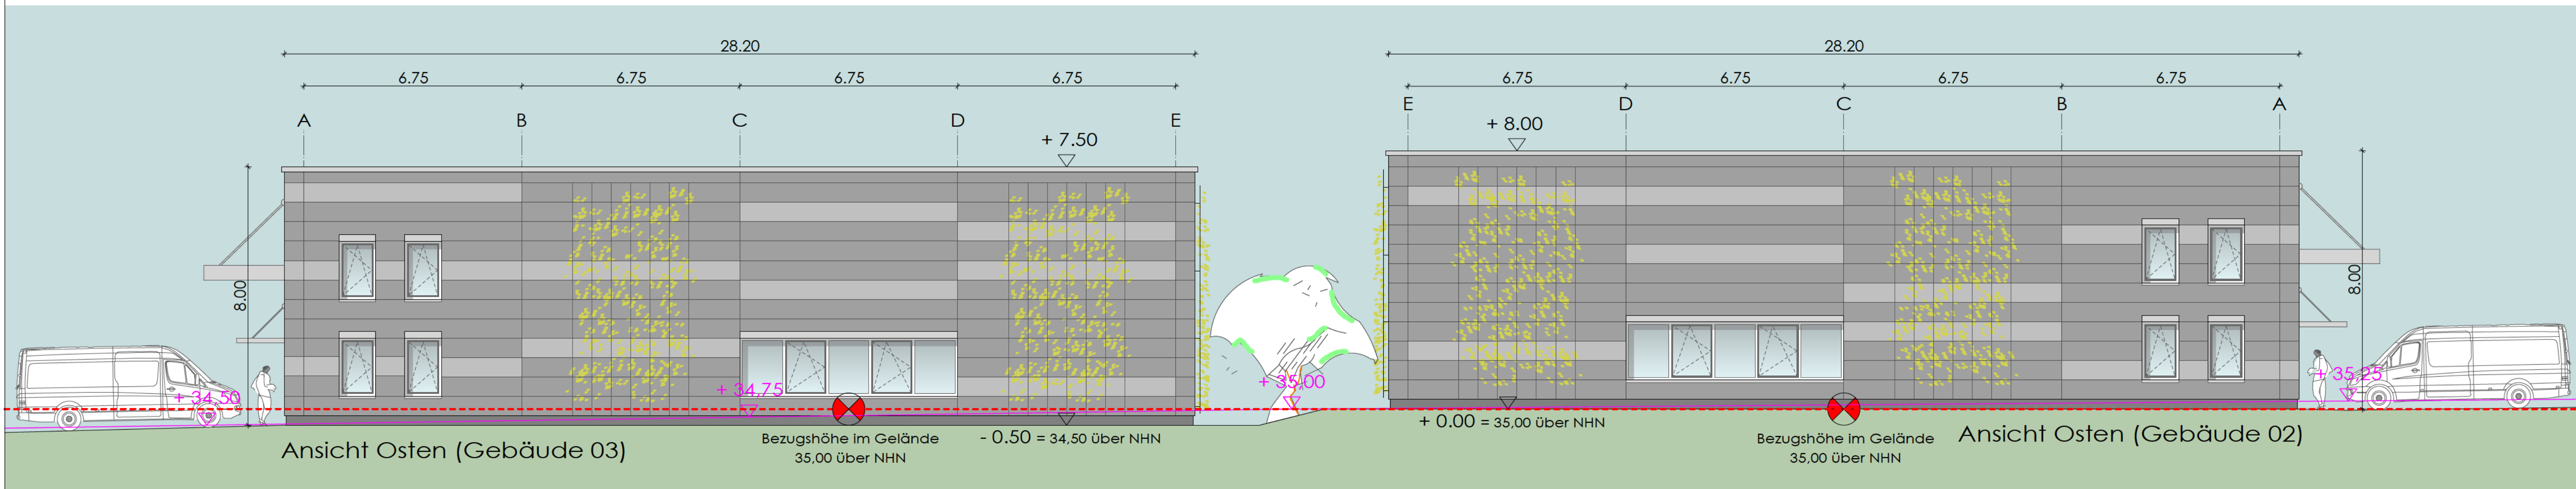 28.20
28.20
6.75
6.75
6.75
6.75
6.75
6.75
6.75
6.75
A
B
C
D
E
E
D
C
B
A
+ 7.50
+ 8.00
8.00
8.00
+ 34,50
+ 34,75
+ 35,00
+ 35,25
Ansicht Osten (Gebäude 03)
Bezugshöhe im Gelände
35,00 über NHN
- 0.50 = 34,50 über NHN
+ 0.00 = 35,00 über NHN
Bezugshöhe im Gelände
35,00 über NHN
Ansicht Osten (Gebäude 02)